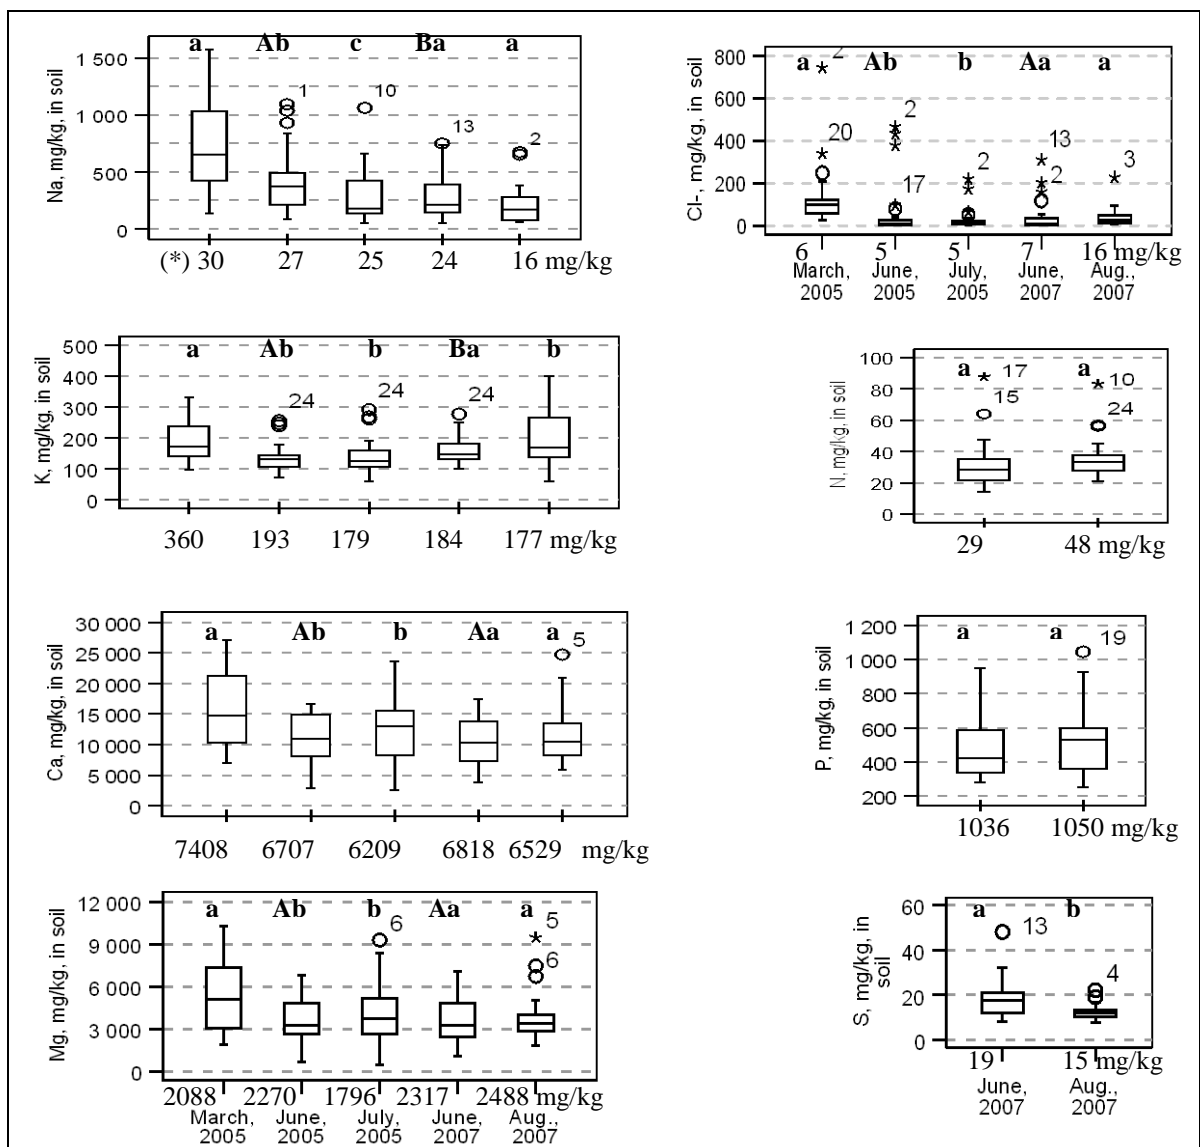 Na, mg/kg, in soil
a Ab c Ba a
1 500
1 000
500
0
1 10 13 2
(*) 30 27 25 24 16 mg/kg
Cl-, mg/kg, in soil
a Ab b Aa a
800
600
400
200
0
2 20 2 17 2 13 2 3
6 5 5 7 16 mg/kg
March, June, July, June, Aug.,
2005 2005 2005 2007 2007
K, mg/kg, in soil
a Ab b Ba b
500
400
300
200
100
0
24 24 24
360 193 179 184 177 mg/kg
N, mg/kg, in soil
a a
100
80
60
40
20
0
17 15 10 24
29 48 mg/kg
Ca, mg/kg, in soil
a Ab b Aa a
30 000
25 000
20 000
15 000
10 000
5 000
0
5
7408 6707 6209 6818 6529 mg/kg
P, mg/kg, in soil
a a
1 200
1 000
800
600
400
200
19
1036 1050 mg/kg
Mg, mg/kg, in soil
a Ab b Aa a
12 000
9 000
6 000
3 000
0
6 5 6
2088 2270 1796 2317 2488 mg/kg
March, June, July, June, Aug.,
2005 2005 2005 2007 2007
S, mg/kg, in
soil
a b
60
40
20
0
13 4
19 15 mg/kg
June, Aug.,
2007 2007